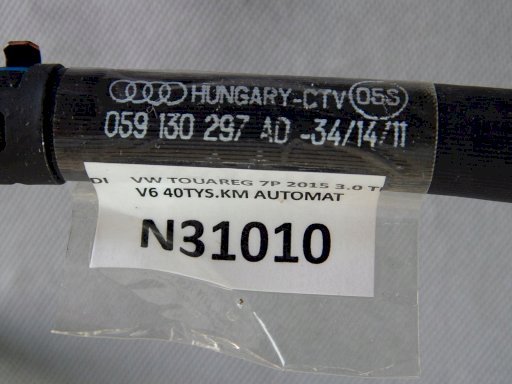 HUNGARY-CTV 05S
059 130 297 AD -34/14/11
VW TOUAREG 7P 2015 3.0
V6 40TYS.KM AUTOMAT
N31010